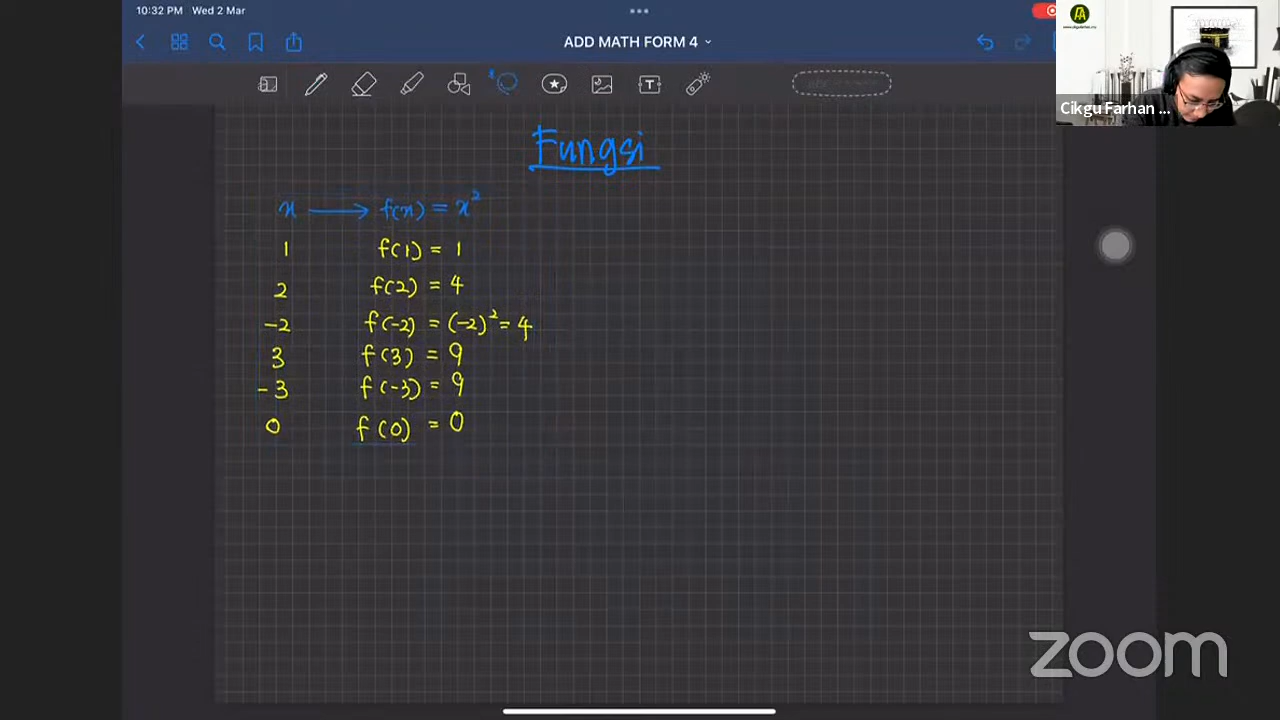 10:32 PM Wed 2 Mar
ADD MATH FORM 4
T
Cikgu Farhan ...
Fungsi
x → f(x) = x²
1 f(1) = 1
2 f(2) = 4
-2 f(-2) = (-2)² = 4
3 f(3) = 9
-3 f(-3) = 9
0 f(0) = 0
zoom